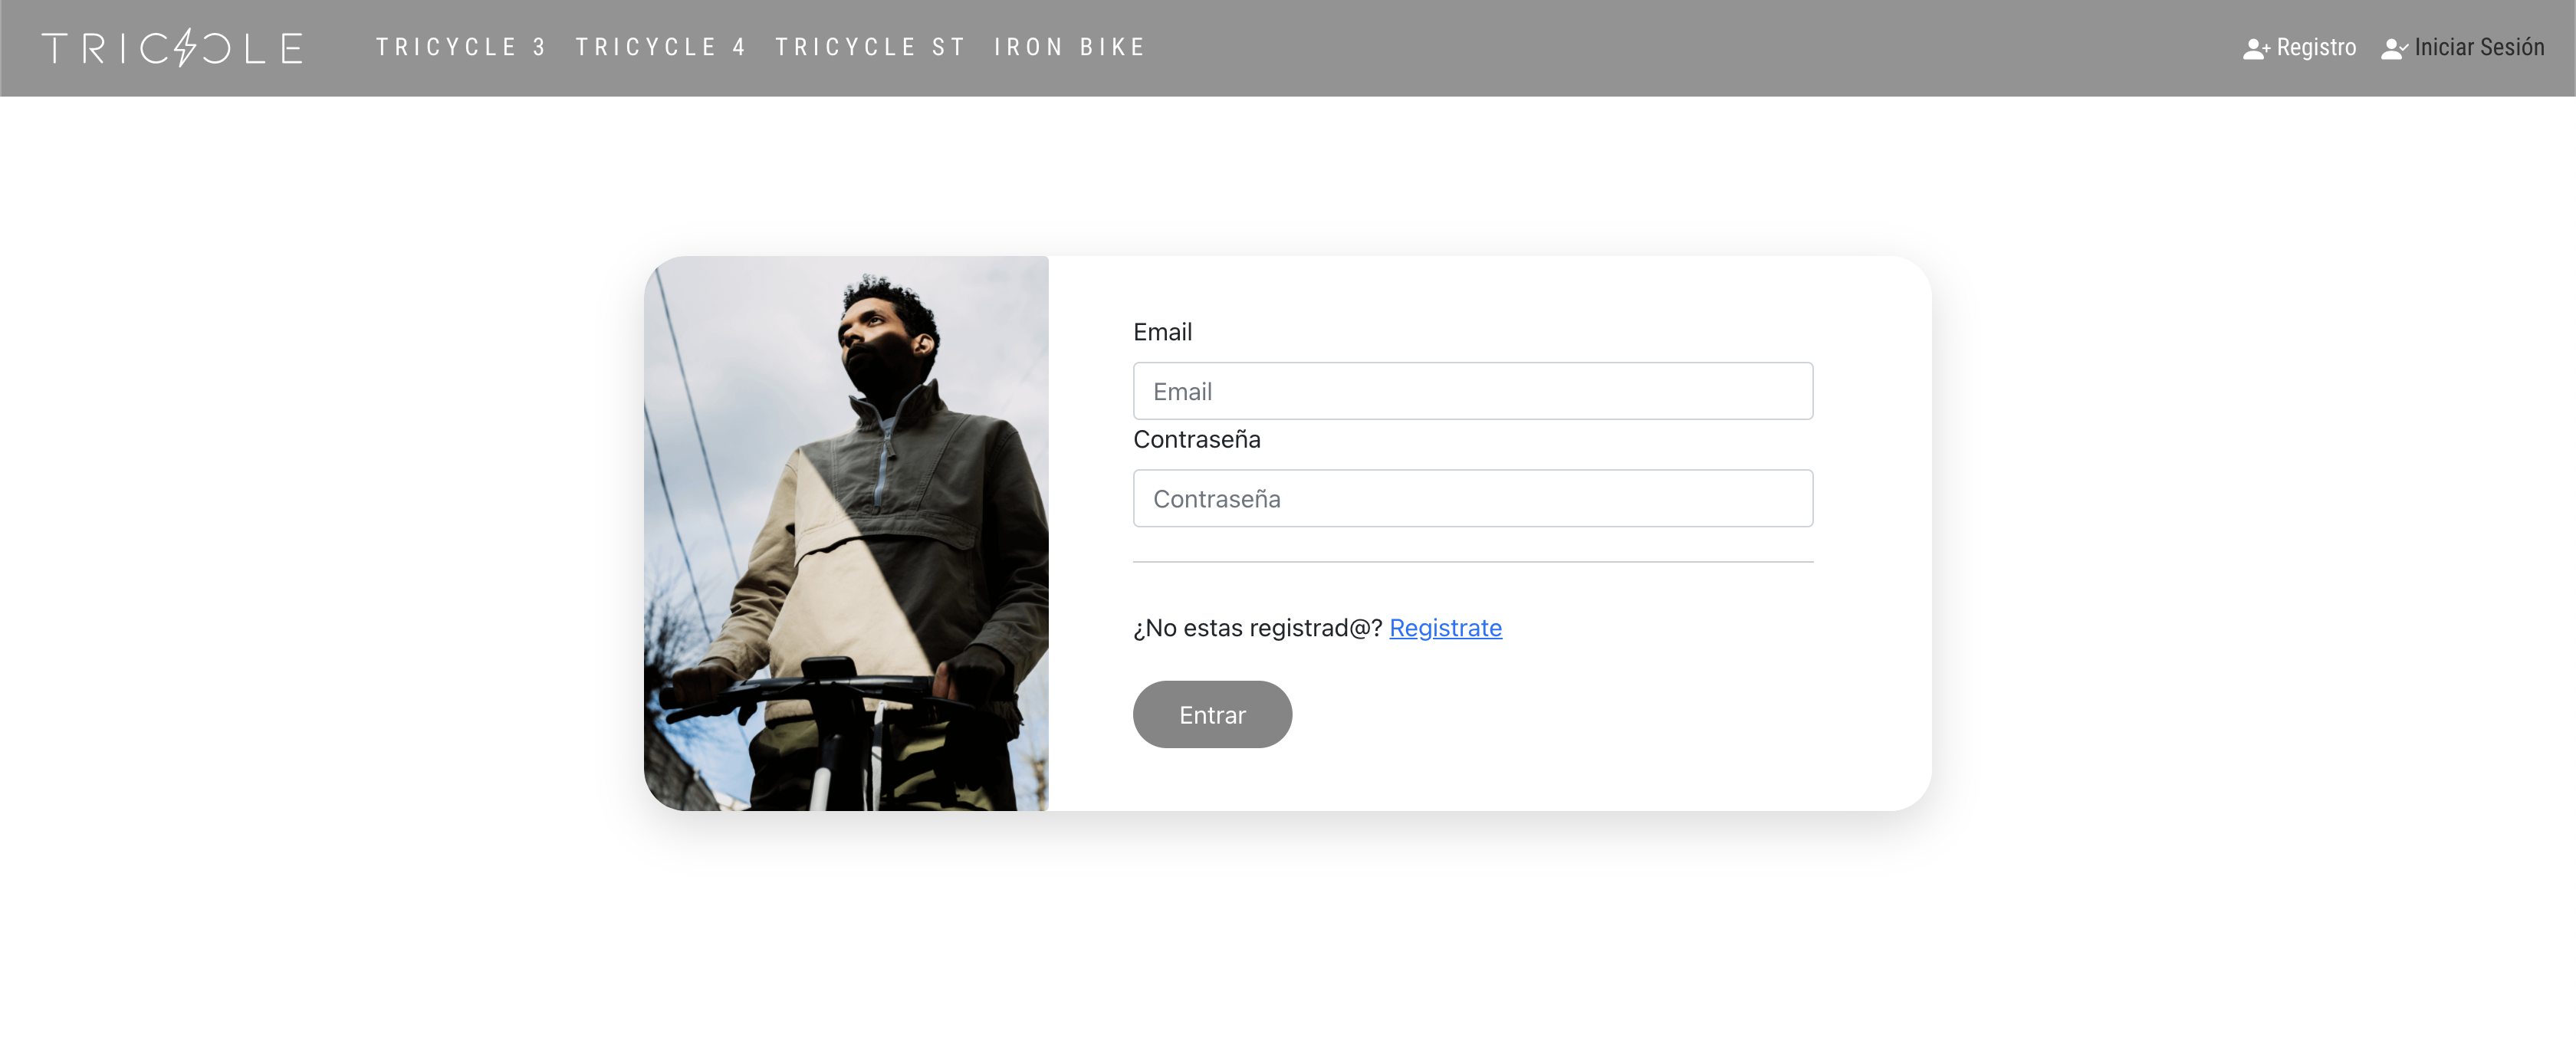 TRICYCLE TRICYCLE 3 TRICYCLE 4 TRICYCLE ST IRON BIKE Registro Iniciar Sesión
Email
Email
Contraseña
Contraseña
¿No estas registrad@? Registrate
Entrar